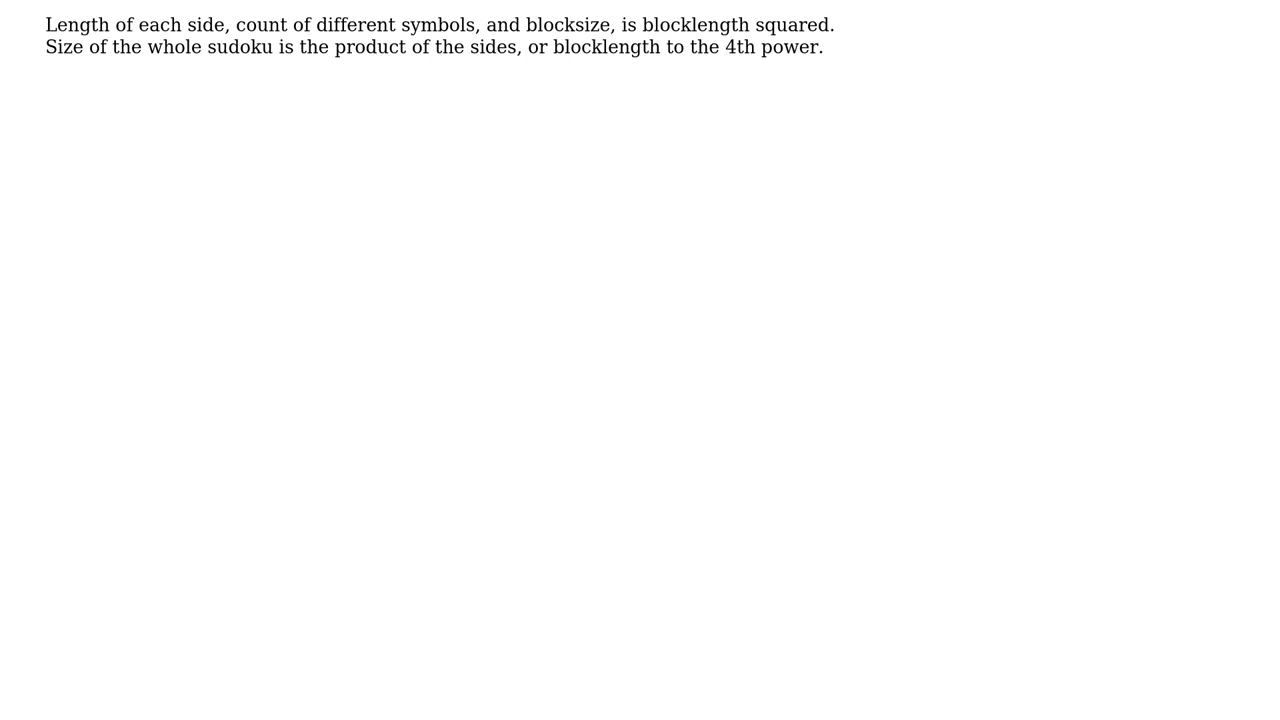 Length of each side, count of different symbols, and blocksize, is blocklength squared.
Size of the whole sudoku is the product of the sides, or blocklength to the 4th power.